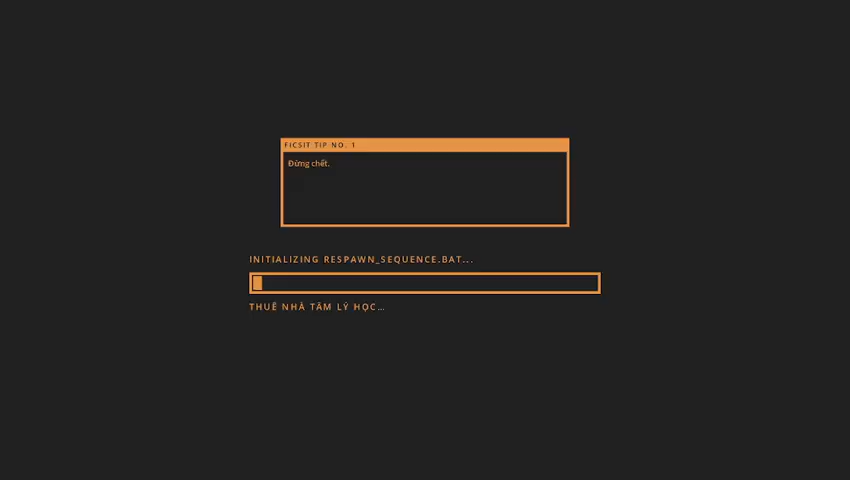 FICSIT TIP NO. 1
Đừng chết.
INITIALIZING RESPAWN_SEQUENCE.BAT...
THUÊ NHÀ TÂM LÝ HỌC...